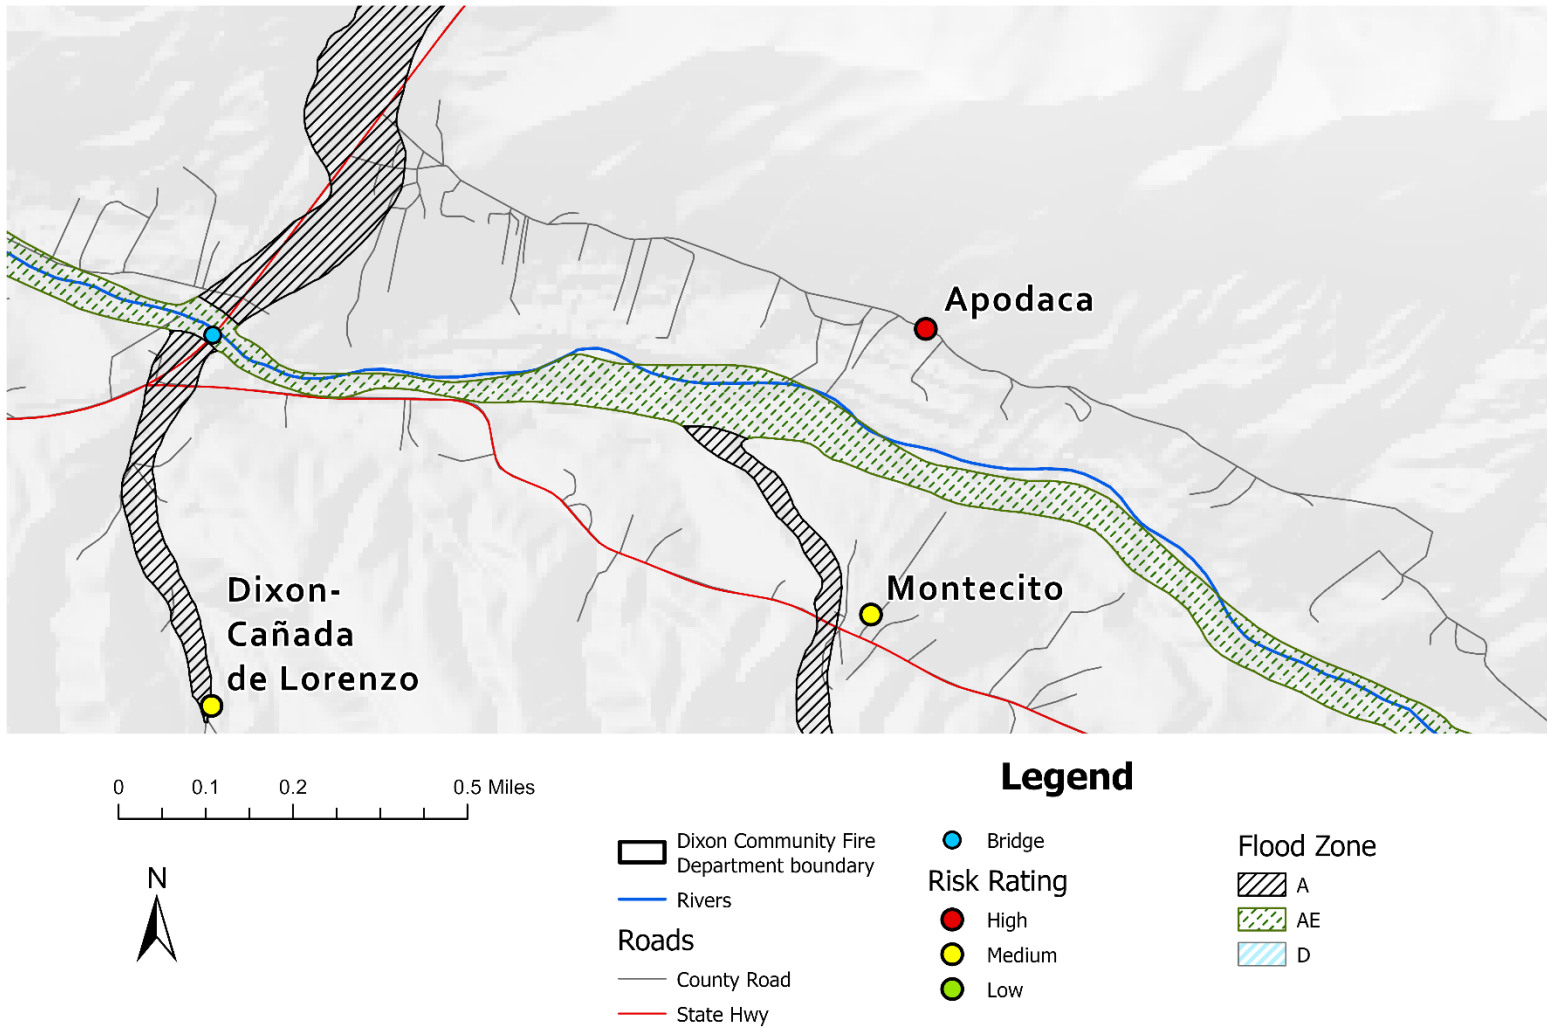 Apodaca
Montecito
Dixon-
Cañada
de Lorenzo
0
0.1
0.2
0.5 Miles
N
Legend
Dixon Community Fire
Department boundary
Rivers
Roads
County Road
State Hwy
Bridge
Risk Rating
High
Medium
Low
Flood Zone
A
AE
D